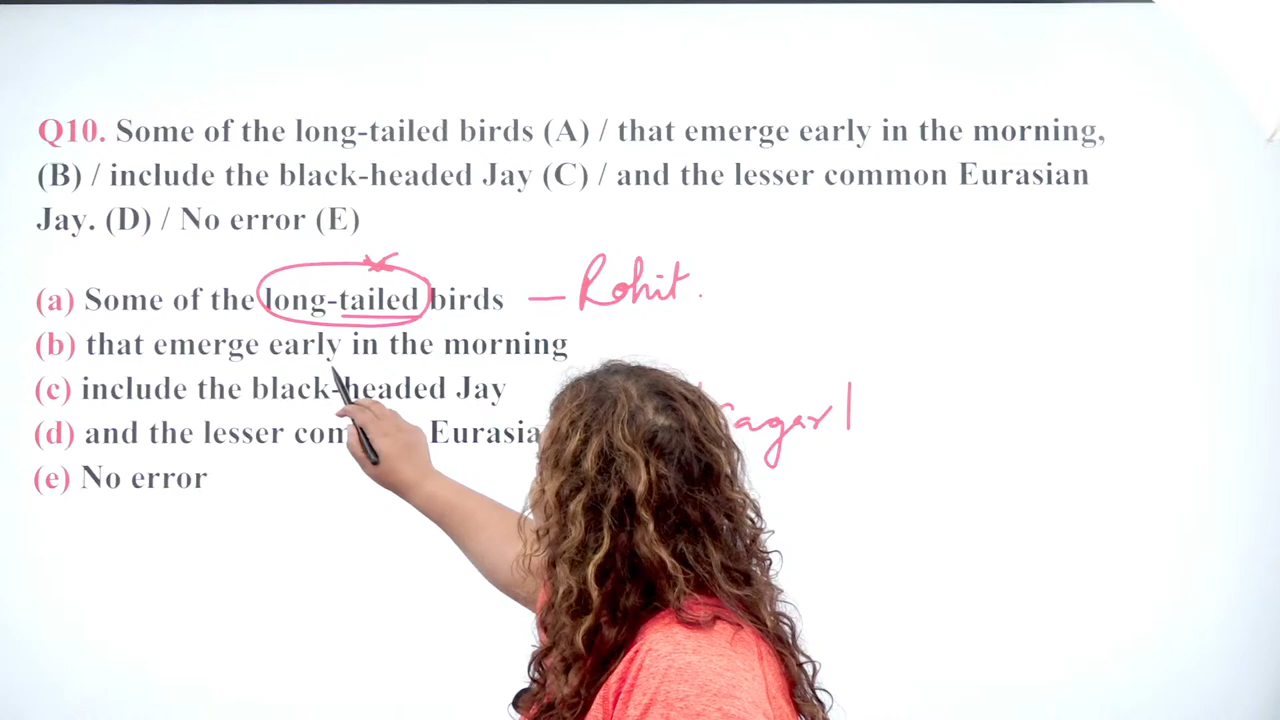 Q10. Some of the long-tailed birds (A) / that emerge early in the morning,
(B) / include the black-headed Jay (C) / and the lesser common Eurasian
Jay. (D) / No error (E)
(a) Some of the long-tailed birds — Rohit.
(b) that emerge early in the morning
(c) include the black-headed Jay
(d) and the lesser
(e) No error